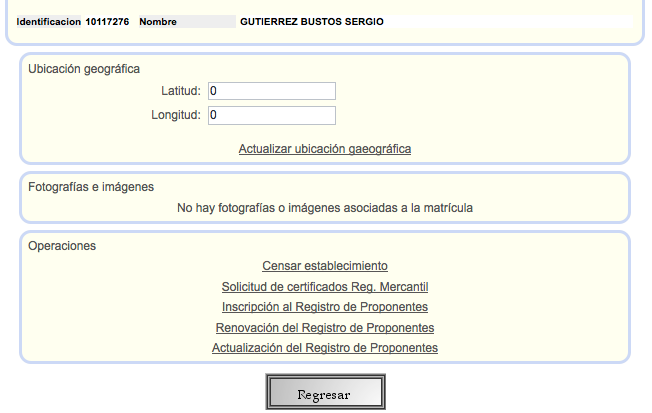 Identificacion 10117276 Nombre GUTIERREZ BUSTOS SERGIO
Ubicación geográfica
Latitud: 0
Longitud: 0
Actualizar ubicación gaeográfica
Fotografías e imágenes
No hay fotografías o imágenes asociadas a la matrícula
Operaciones
Censar establecimiento
Solicitud de certificados Reg. Mercantil
Inscripción al Registro de Proponentes
Renovación del Registro de Proponentes
Actualización del Registro de Proponentes
Regresar